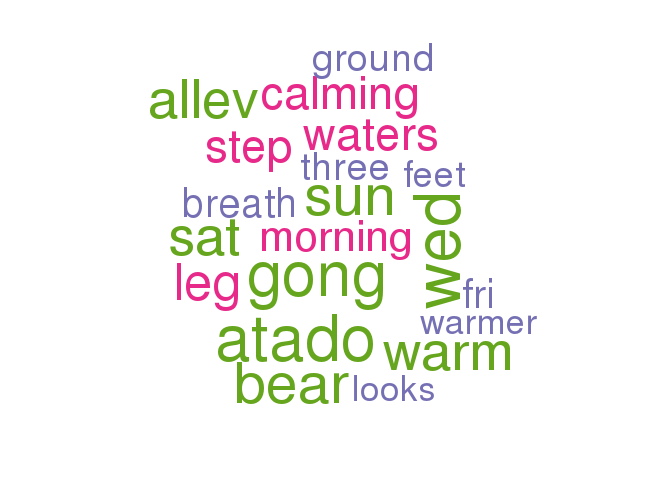 ground
allev calming
step waters
three feet
breath sun
sat morning wed
leg gong fri
warmer
atado warm
bear looks